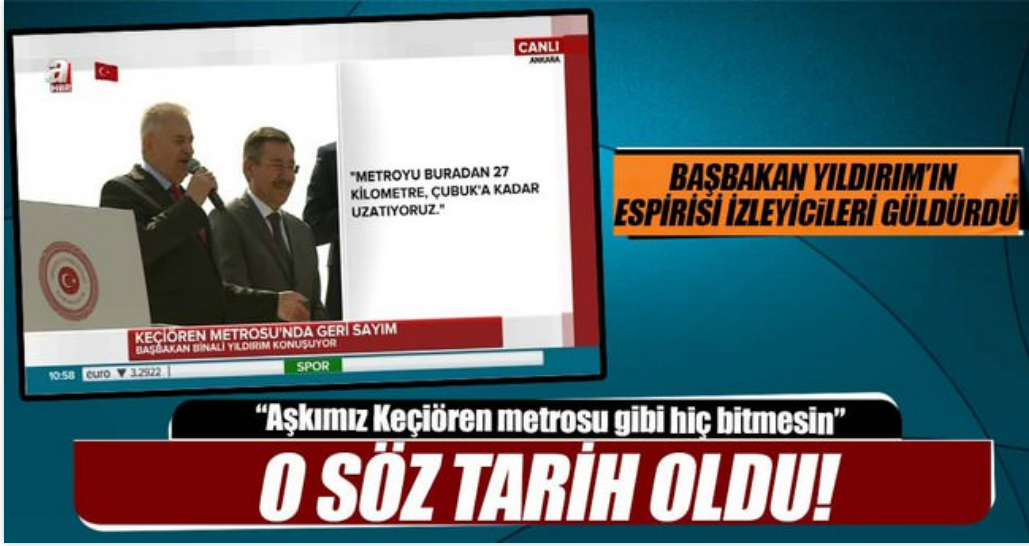 a
HBR
CANLI
ANKARA
"METROYU BURADAN 27
KİLOMETRE, ÇUBUK'A KADAR
UZATIYORUZ."
KEÇİÖREN METROSU'NDA GERİ SAYIM
BAŞBAKAN BİNALİ YILDIRIM KONUŞUYOR
SPOR
10:58 euro ▼ 3.2922
BAŞBAKAN YILDIRIM'IN
ESPİRİSİ İZLEYİCİLERİ GÜLDÜRDÜ
“Aşkımız Keçiören metrosu gibi hiç bitmesin”
O SÖZ TARİH OLDU!